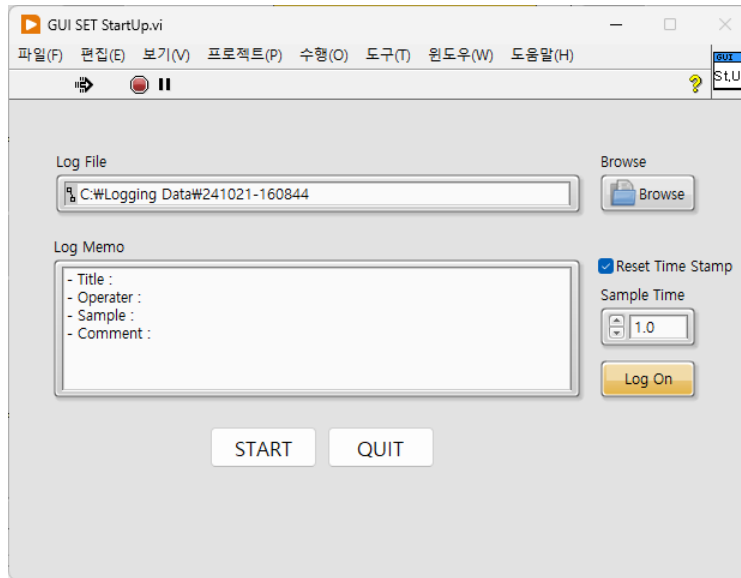 GUI SET StartUp.vi
파일(F) 편집(E) 보기(V) 프로젝트(P) 수행(O) 도구(T) 윈도우(W) 도움말(H)
GUI
St,U
Log File
Browse
C:₩Logging Data₩241021-160844
Browse
Log Memo
- Title :
- Operater :
- Sample :
- Comment :
Reset Time Stamp
Sample Time
1.0
Log On
START
QUIT